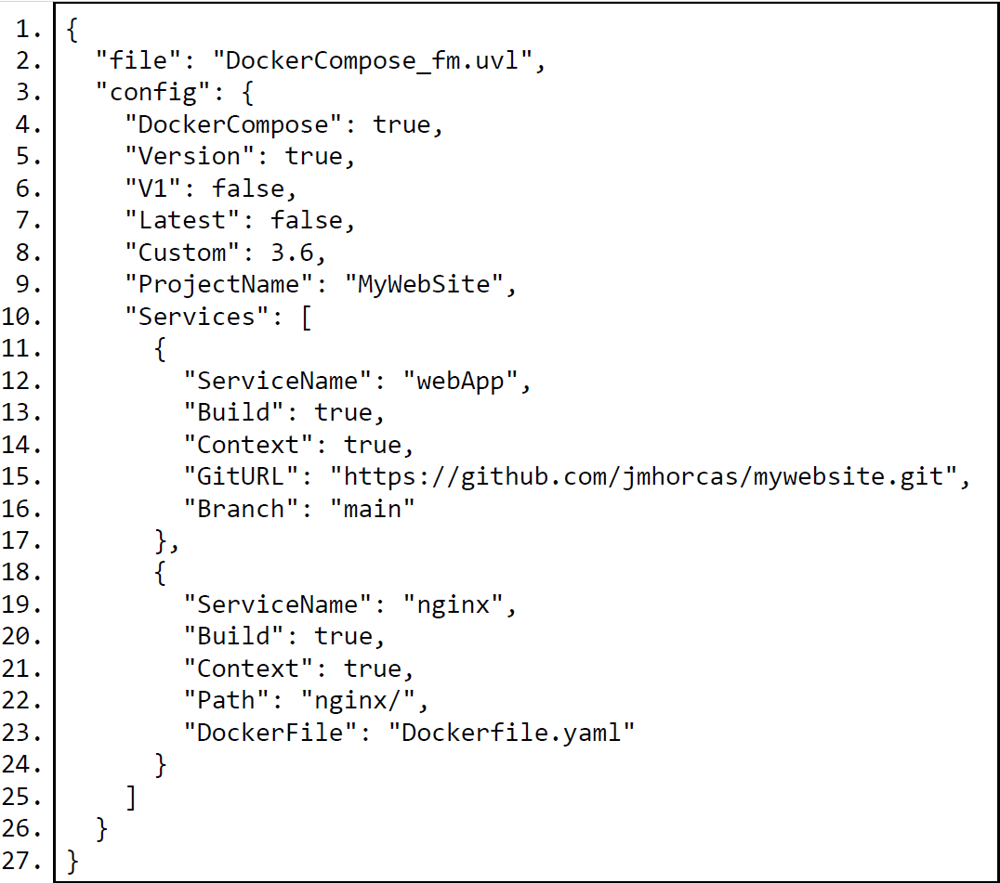 1. {
2.   "file": "DockerCompose_fm.uvl",
3.   "config": {
4.     "DockerCompose": true,
5.     "Version": true,
6.     "V1": false,
7.     "Latest": false,
8.     "Custom": 3.6,
9.     "ProjectName": "MyWebSite",
10.     "Services": [
11.       {
12.         "ServiceName": "webApp",
13.         "Build": true,
14.         "Context": true,
15.         "GitURL": "https://github.com/jmhorcas/mywebsite.git",
16.         "Branch": "main"
17.       },
18.       {
19.         "ServiceName": "nginx",
20.         "Build": true,
21.         "Context": true,
22.         "Path": "nginx/",
23.         "DockerFile": "Dockerfile.yaml"
24.       }
25.     ]
26.   }
27. }